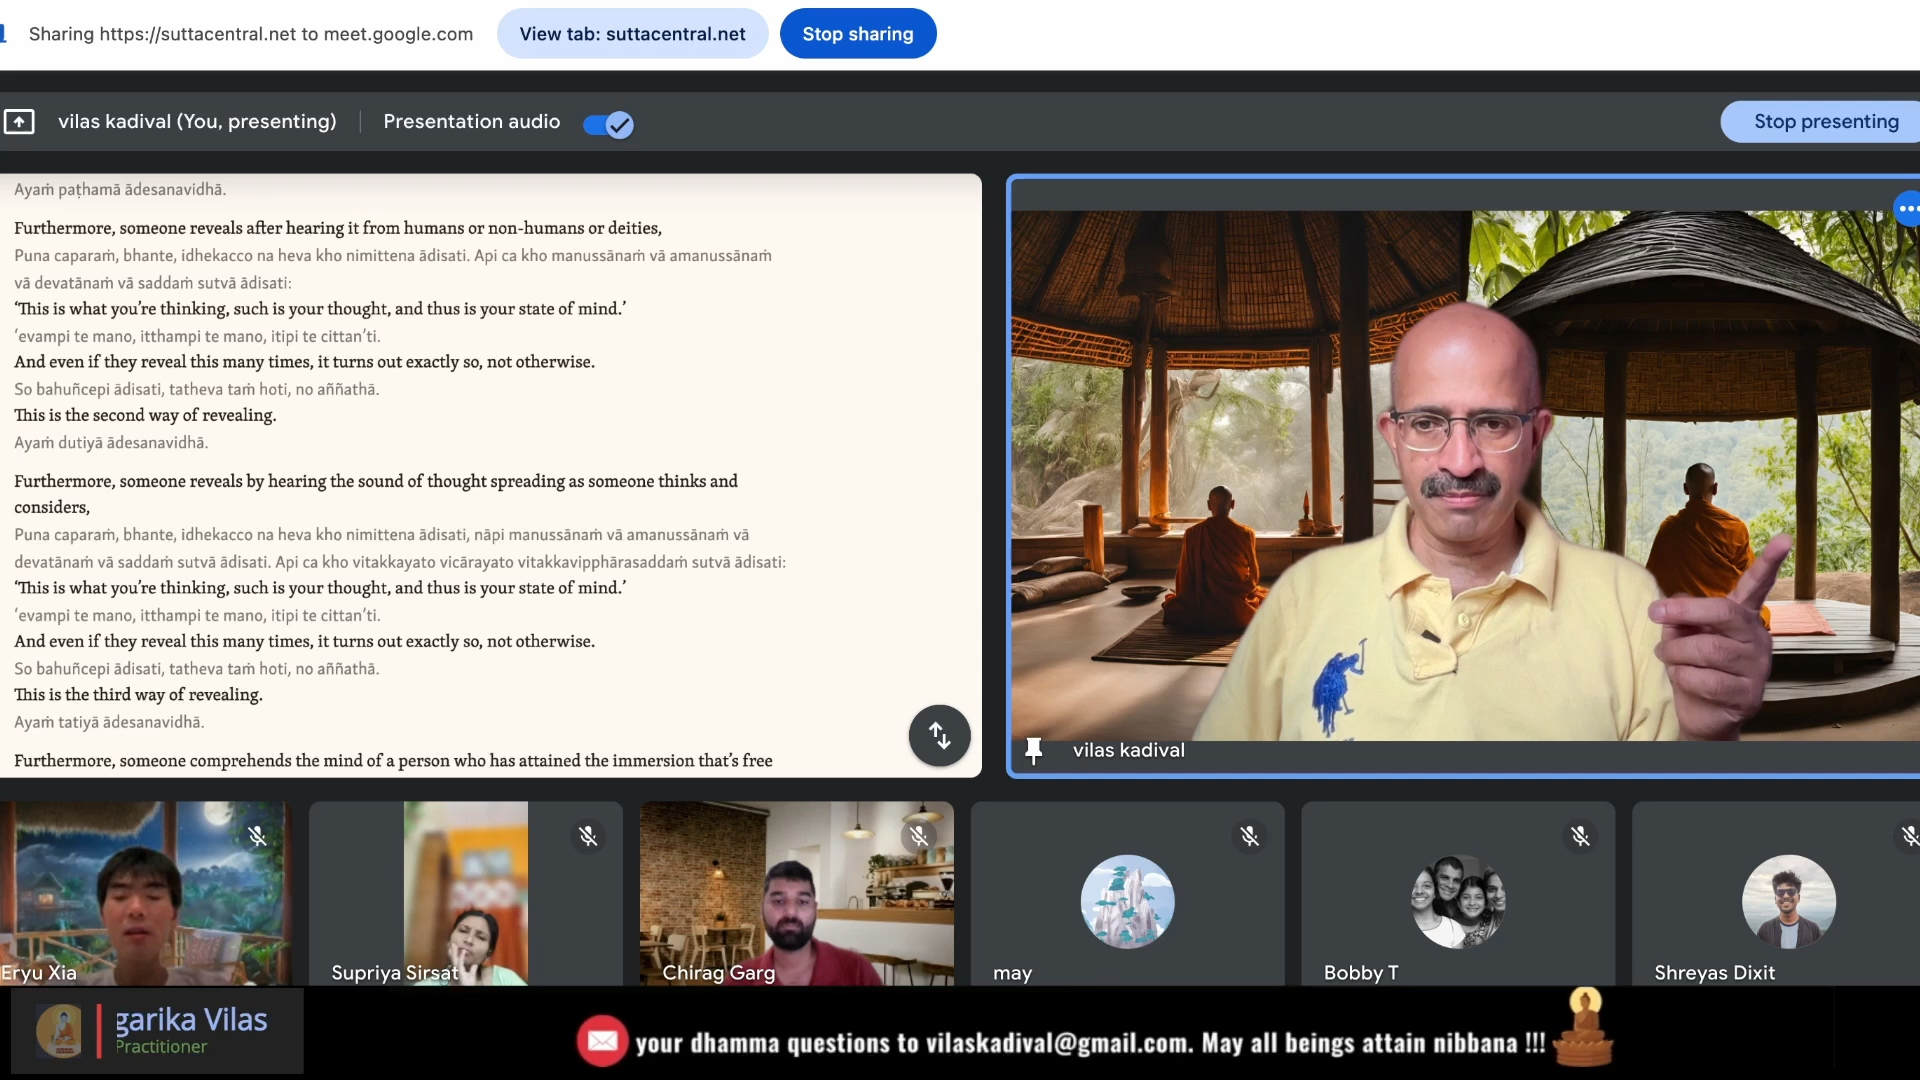 Sharing https://suttacentral.net to meet.google.com
View tab: suttacentral.net
Stop sharing
vilas kadival (You, presenting)
Presentation audio
Stop presenting
Ayaṁ paṭhamā ādesanavidhā.
Furthermore, someone reveals after hearing it from humans or non-humans or deities,
Puna caparaṁ, bhante, idhekacco na heva kho nimittena ādisati. Api ca kho manussānaṁ vā amanussānaṁ
vā devatānaṁ vā saddaṁ sutvā ādisati:
‘This is what you’re thinking, such is your thought, and thus is your state of mind.’
‘evampi te mano, itthampi te mano, itipi te cittan’ti.
And even if they reveal this many times, it turns out exactly so, not otherwise.
So bahuñcepi ādisati, tatheva taṁ hoti, no aññathā.
This is the second way of revealing.
Ayaṁ dutiyā ādesanavidhā.
Furthermore, someone reveals by hearing the sound of thought spreading as someone thinks and
considers,
Puna caparaṁ, bhante, idhekacco na heva kho nimittena ādisati, nāpi manussānaṁ vā amanussānaṁ vā
devatānaṁ vā saddaṁ sutvā ādisati. Api ca kho vitakkayato vicārayato vitakkavipphārasaddaṁ sutvā ādisati:
‘This is what you’re thinking, such is your thought, and thus is your state of mind.’
‘evampi te mano, itthampi te mano, itipi te cittan’ti.
And even if they reveal this many times, it turns out exactly so, not otherwise.
So bahuñcepi ādisati, tatheva taṁ hoti, no aññathā.
This is the third way of revealing.
Ayaṁ tatiyā ādesanavidhā.
Furthermore, someone comprehends the mind of a person who has attained the immersion that’s free
vilas kadival
Eryu Xia
Supriya Sirsat
Chirag Garg
may
Bobby T
Shreyas Dixit
garika Vilas
Practitioner
your dhamma questions to vilaskadival@gmail.com. May all beings attain nibbana !!!